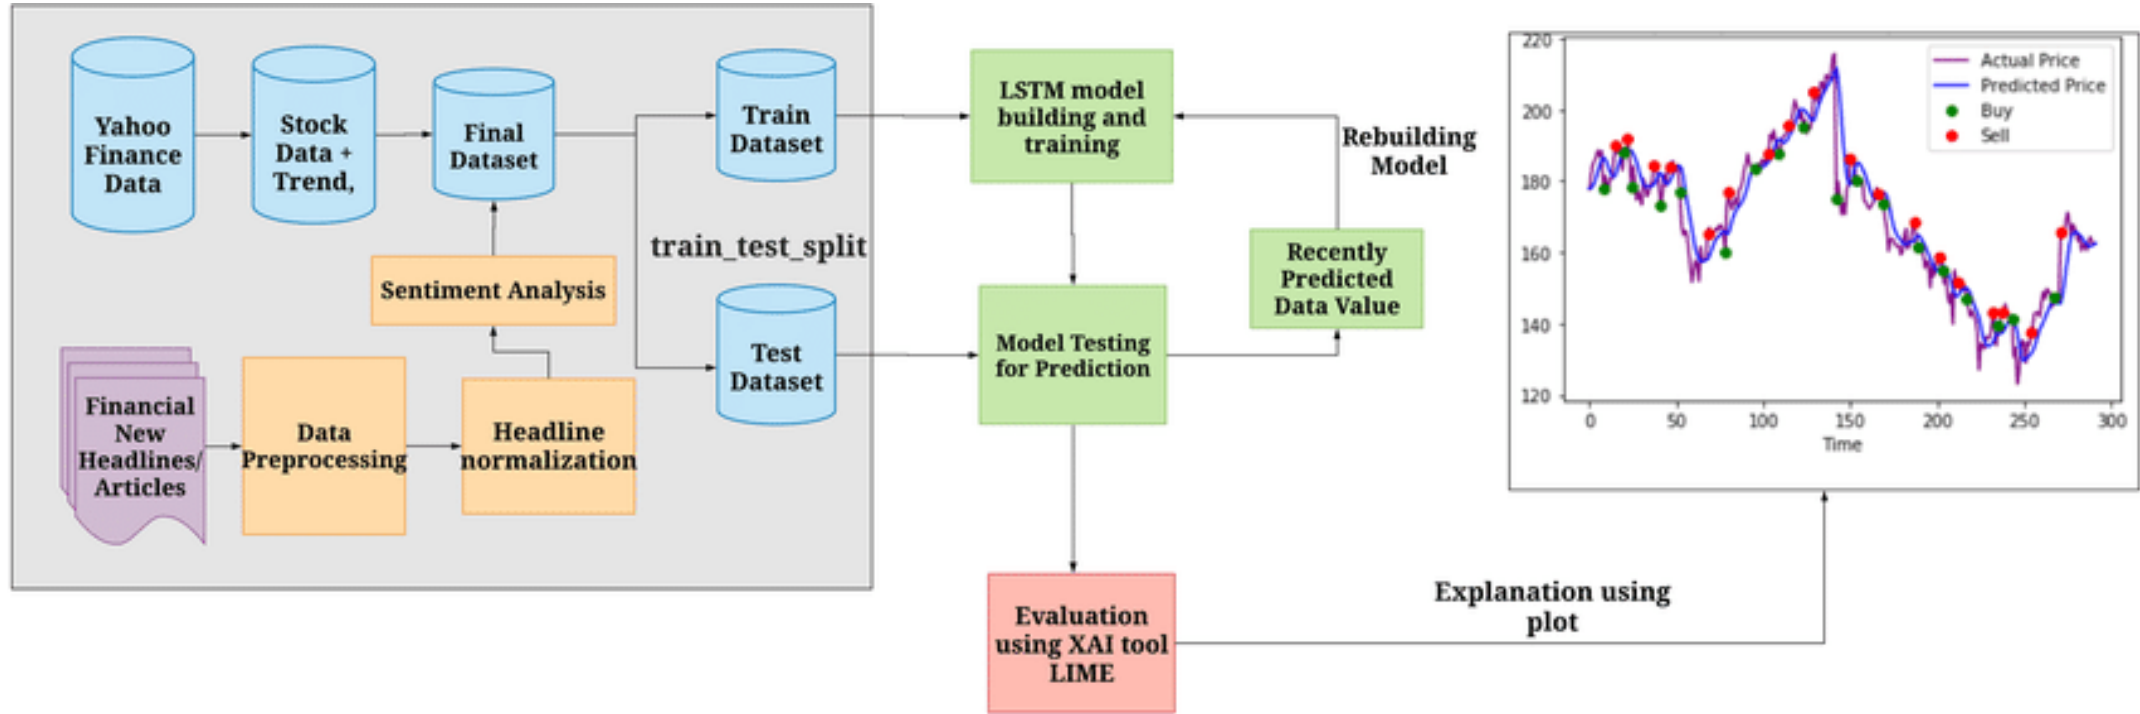 Yahoo
Finance
Data
Stock
Data +
Trend,
Final
Dataset
Train
Dataset
train_test_split
Test
Dataset
Sentiment Analysis
Financial
New
Headlines/
Articles
Data
Preprocessing
Headline
normalization
LSTM model
building and
training
Rebuilding
Model
Recently
Predicted
Data Value
Model Testing
for Prediction
Evaluation
using XAI tool
LIME
Explanation using
plot
Actual Price
Predicted Price
Buy
Sell
220
200
180
160
140
120
0 50 100 150 200 250 300
Time